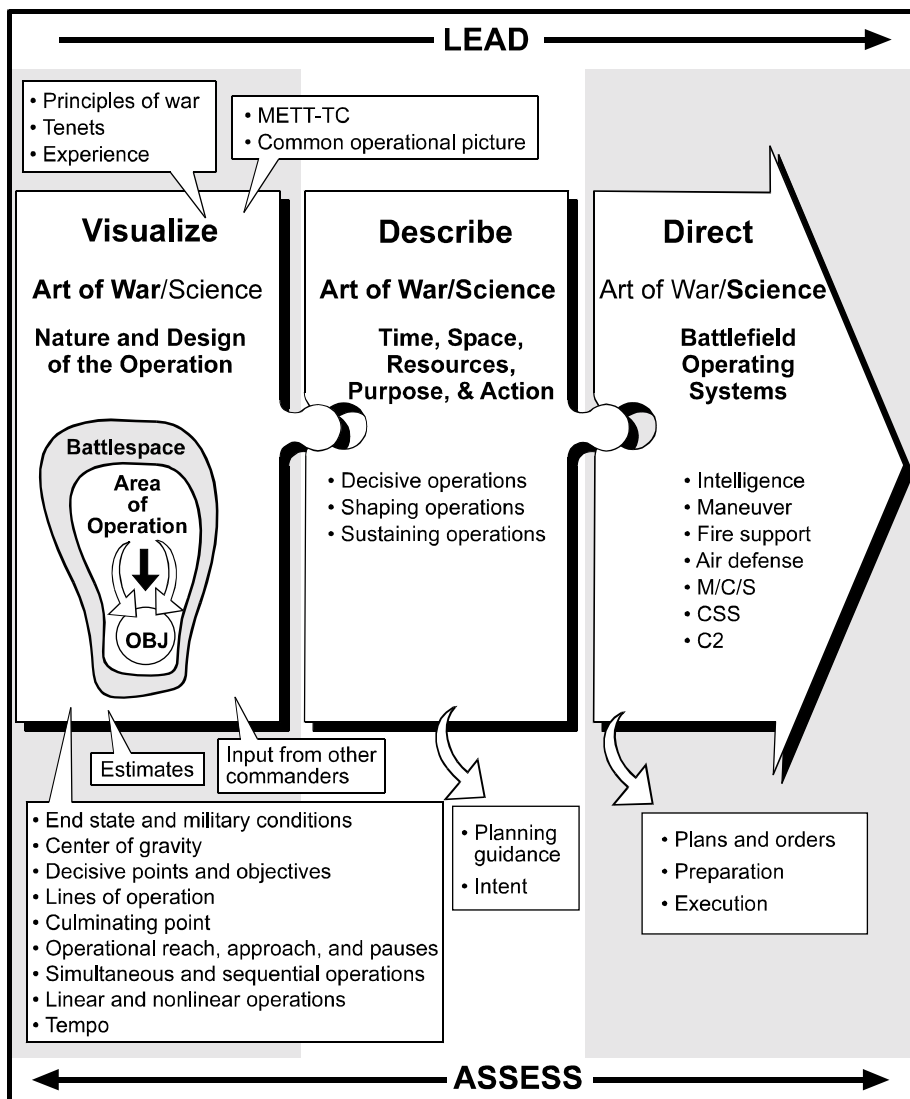 LEAD
• Principles of war
• Tenets
• Experience
• METT-TC
• Common operational picture
Visualize
Art of War/Science
Nature and Design
of the Operation
Battlespace
Area
of
Operation
OBJ
Describe
Art of War/Science
Time, Space,
Resources,
Purpose, & Action
• Decisive operations
• Shaping operations
• Sustaining operations
Direct
Art of War/Science
Battlefield
Operating
Systems
• Intelligence
• Maneuver
• Fire support
• Air defense
• M/C/S
• CSS
• C2
Estimates
Input from other
commanders
• End state and military conditions
• Center of gravity
• Decisive points and objectives
• Lines of operation
• Culminating point
• Operational reach, approach, and pauses
• Simultaneous and sequential operations
• Linear and nonlinear operations
• Tempo
• Planning
guidance
• Intent
• Plans and orders
• Preparation
• Execution
ASSESS